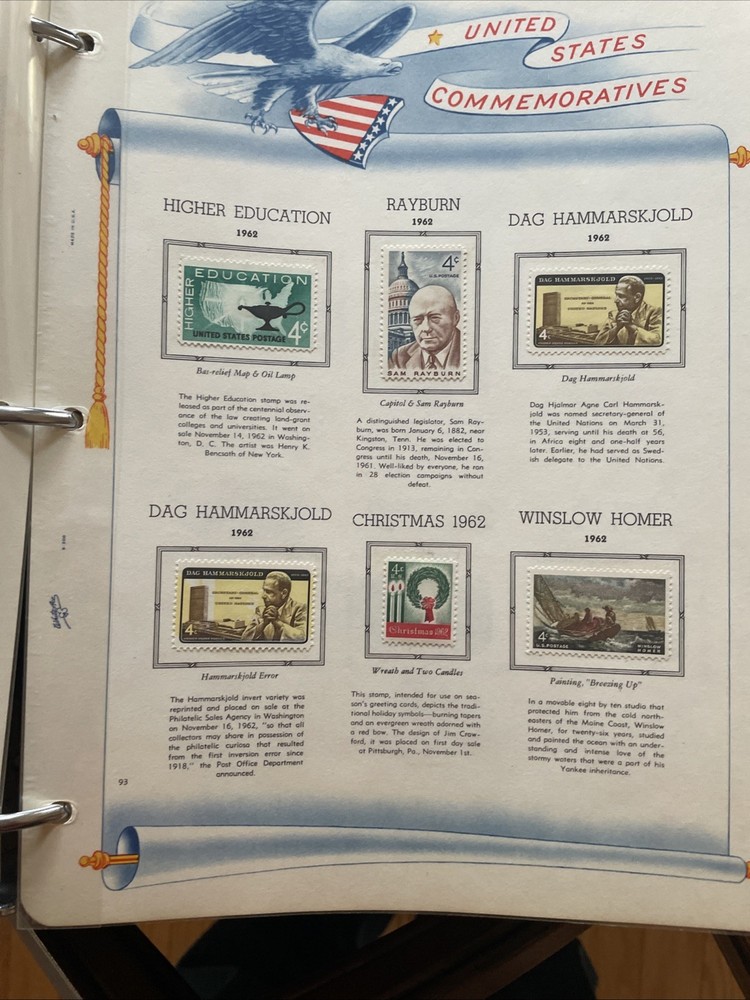 UNITED
STATES
COMMEMORATIVES
HIGHER EDUCATION
1962
HIGHER
EDUCATION
UNITED STATES POSTAGE 4¢
Bas-relief Map & Oil Lamp
The Higher Education stamp was re-
leased as part of the centennial observ-
ance of the law creating land-grant
colleges and universities. It went on
sale November 14, 1962 in Washing-
ton, D. C. The artist was Henry K.
Bencsath of New York.
RAYBURN
1962
4¢
U.S. POSTAGE
SAM RAYBURN
Capitol & Sam Rayburn
A distinguished legislator, Sam Ray-
burn, was born January 6, 1882, near
Kingston, Tenn. He was elected to
Congress in 1913, remaining in Con-
gress until his death, November 16,
1961. Well-liked by everyone, he ran
in 28 election campaigns without
defeat.
DAG HAMMARSKJOLD
1962
DAG HAMMARSKJOLD
4¢
Dag Hammarskjold
Dag Hjalmar Agne Carl Hammarsk-
jold was named secretary-general of
the United Nations on March 31,
1953, serving until his death at 56,
in Africa eight and one-half years
later. Earlier, he had served as Swed-
ish delegate to the United Nations.
DAG HAMMARSKJOLD
1962
DAG HAMMARSKJOLD
4¢
Hammarskjold Error
The Hammarskjold invert variety was
reprinted and placed on sale at the
Philatelic Sales Agency in Washington
on November 16, 1962, "so that all
collectors may share in possession of
the philatelic curiosa that resulted
from the first inversion error since
1918," the Post Office Department
announced.
CHRISTMAS 1962
4¢
Christmas 1962
Wreath and Two Candles
This stamp, intended for use on sea-
son's greeting cards, depicts the tradi-
tional holiday symbols—burning tapers
and an evergreen wreath adorned with
a red bow. The design of Jim Craw-
ford, it was placed on first day sale
at Pittsburgh, Pa., November 1st.
WINSLOW HOMER
1962
4¢
U.S. POSTAGE
WINSLOW
HOMER
Painting, "Breezing Up"
In a movable eight by ten studio that
protected him from the cold north-
easters of the Maine Coast, Winslow
Homer, for twenty-six years, studied
and painted the ocean with an under-
standing and intense love of the
stormy waters that were a part of his
Yankee inheritance.
93
MADE IN U.S.A.